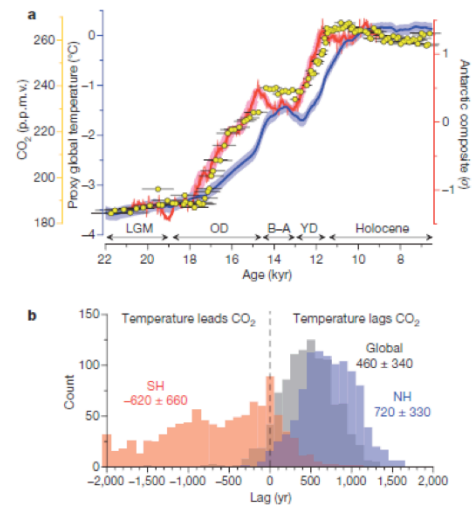 a
260
240
220
200
180
CO2 (p.p.m.v.)
0
−1
−2
−3
−4
Proxy global temperature (°C)
1
0
−1
Antarctic composite (σ)
LGM
OD
B–A
YD
Holocene
22
20
18
16
14
12
10
8
Age (kyr)
b
150
100
50
0
Count
Temperature leads CO2
Temperature lags CO2
Global
460 ± 340
SH
−620 ± 660
NH
720 ± 330
−2,000
−1,500
−1,000
−500
0
500
1,000
1,500
2,000
Lag (yr)